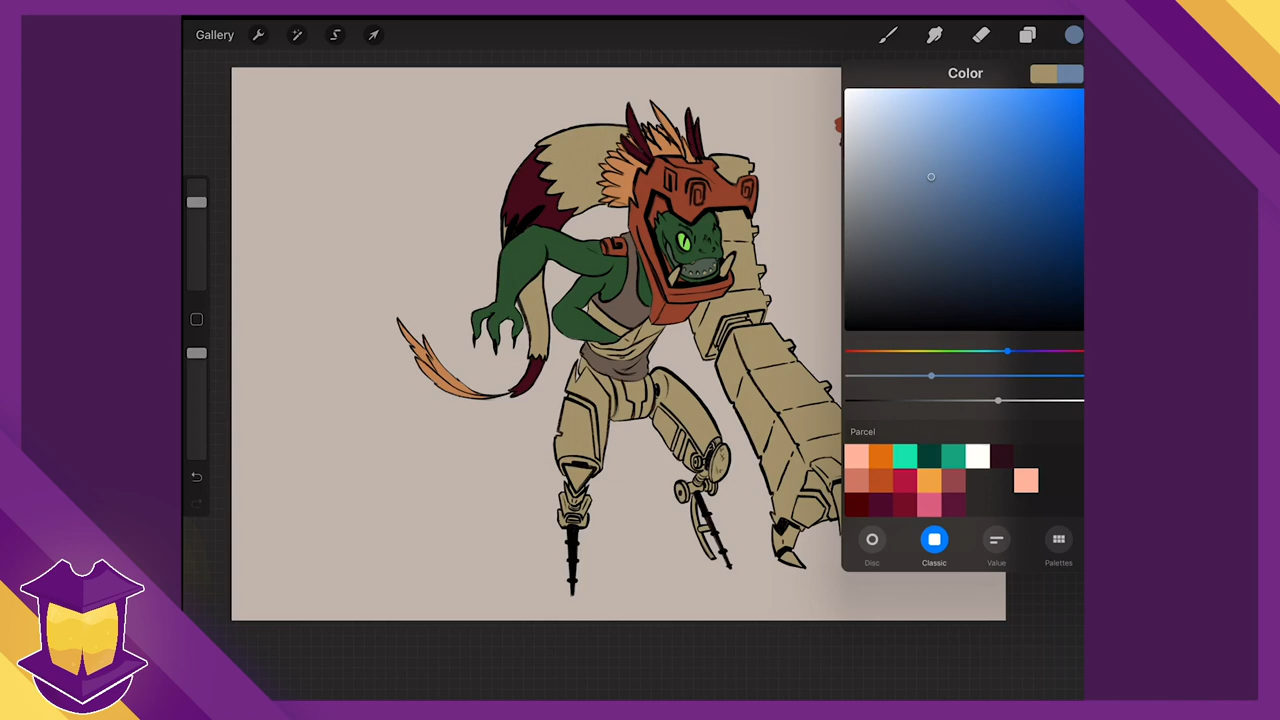 Gallery
Color
Parcel
Disc
Classic
Value
Palettes